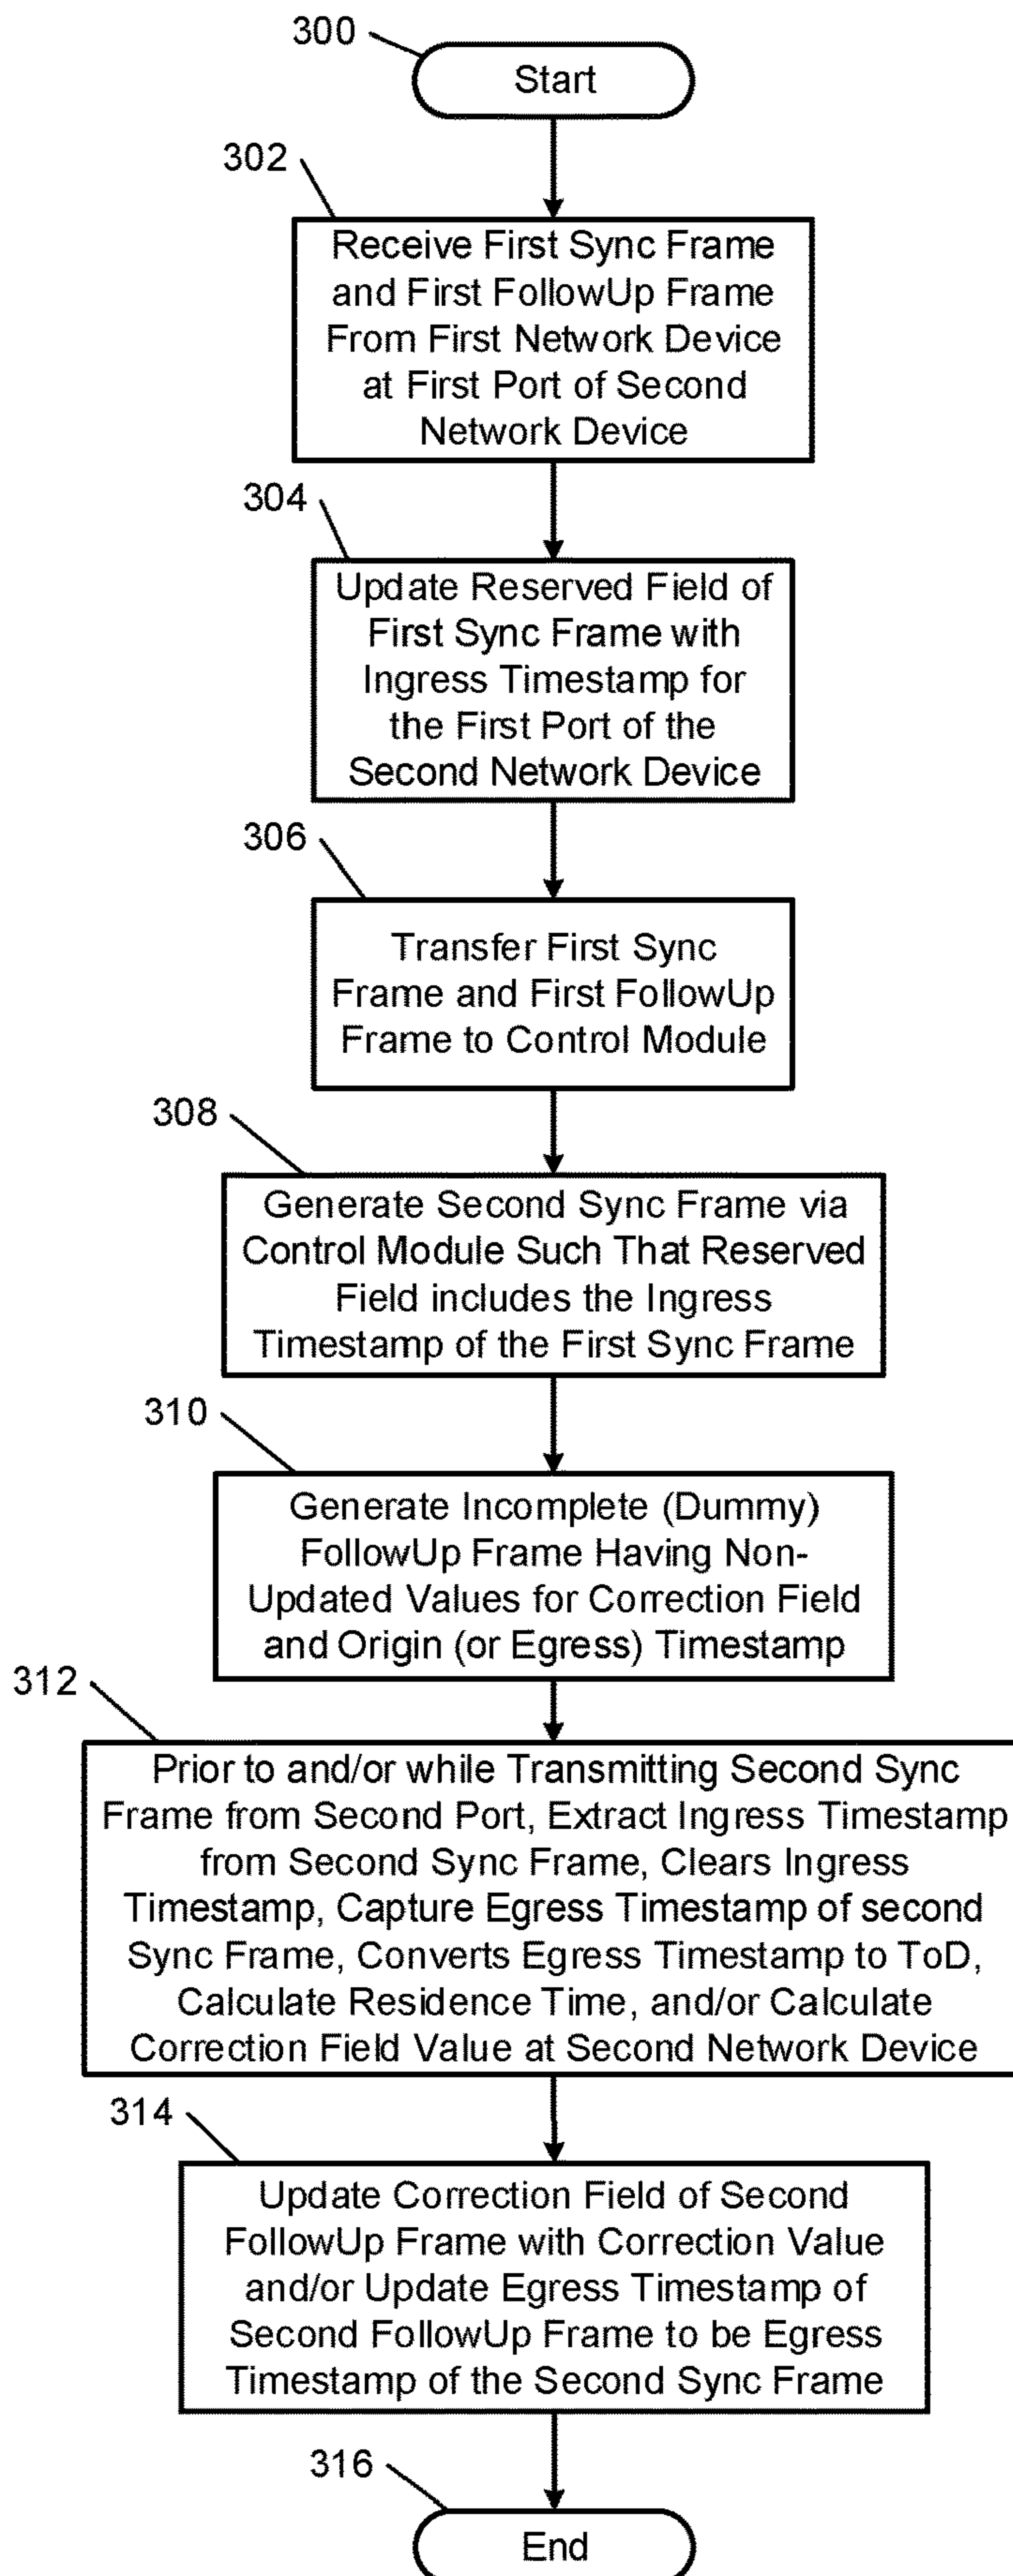 300
Start
302
Receive First Sync Frame
and First FollowUp Frame
From First Network Device
at First Port of Second
Network Device
304
Update Reserved Field of
First Sync Frame with
Ingress Timestamp for
the First Port of the
Second Network Device
306
Transfer First Sync
Frame and First FollowUp
Frame to Control Module
308
Generate Second Sync Frame via
Control Module Such That Reserved
Field includes the Ingress
Timestamp of the First Sync Frame
310
Generate Incomplete (Dummy)
FollowUp Frame Having Non-
Updated Values for Correction Field
and Origin (or Egress) Timestamp
312
Prior to and/or while Transmitting Second Sync
Frame from Second Port, Extract Ingress Timestamp
from Second Sync Frame, Clears Ingress
Timestamp, Capture Egress Timestamp of second
Sync Frame, Converts Egress Timestamp to ToD,
Calculate Residence Time, and/or Calculate
Correction Field Value at Second Network Device
314
Update Correction Field of Second
FollowUp Frame with Correction Value
and/or Update Egress Timestamp of
Second FollowUp Frame to be Egress
Timestamp of the Second Sync Frame
316
End